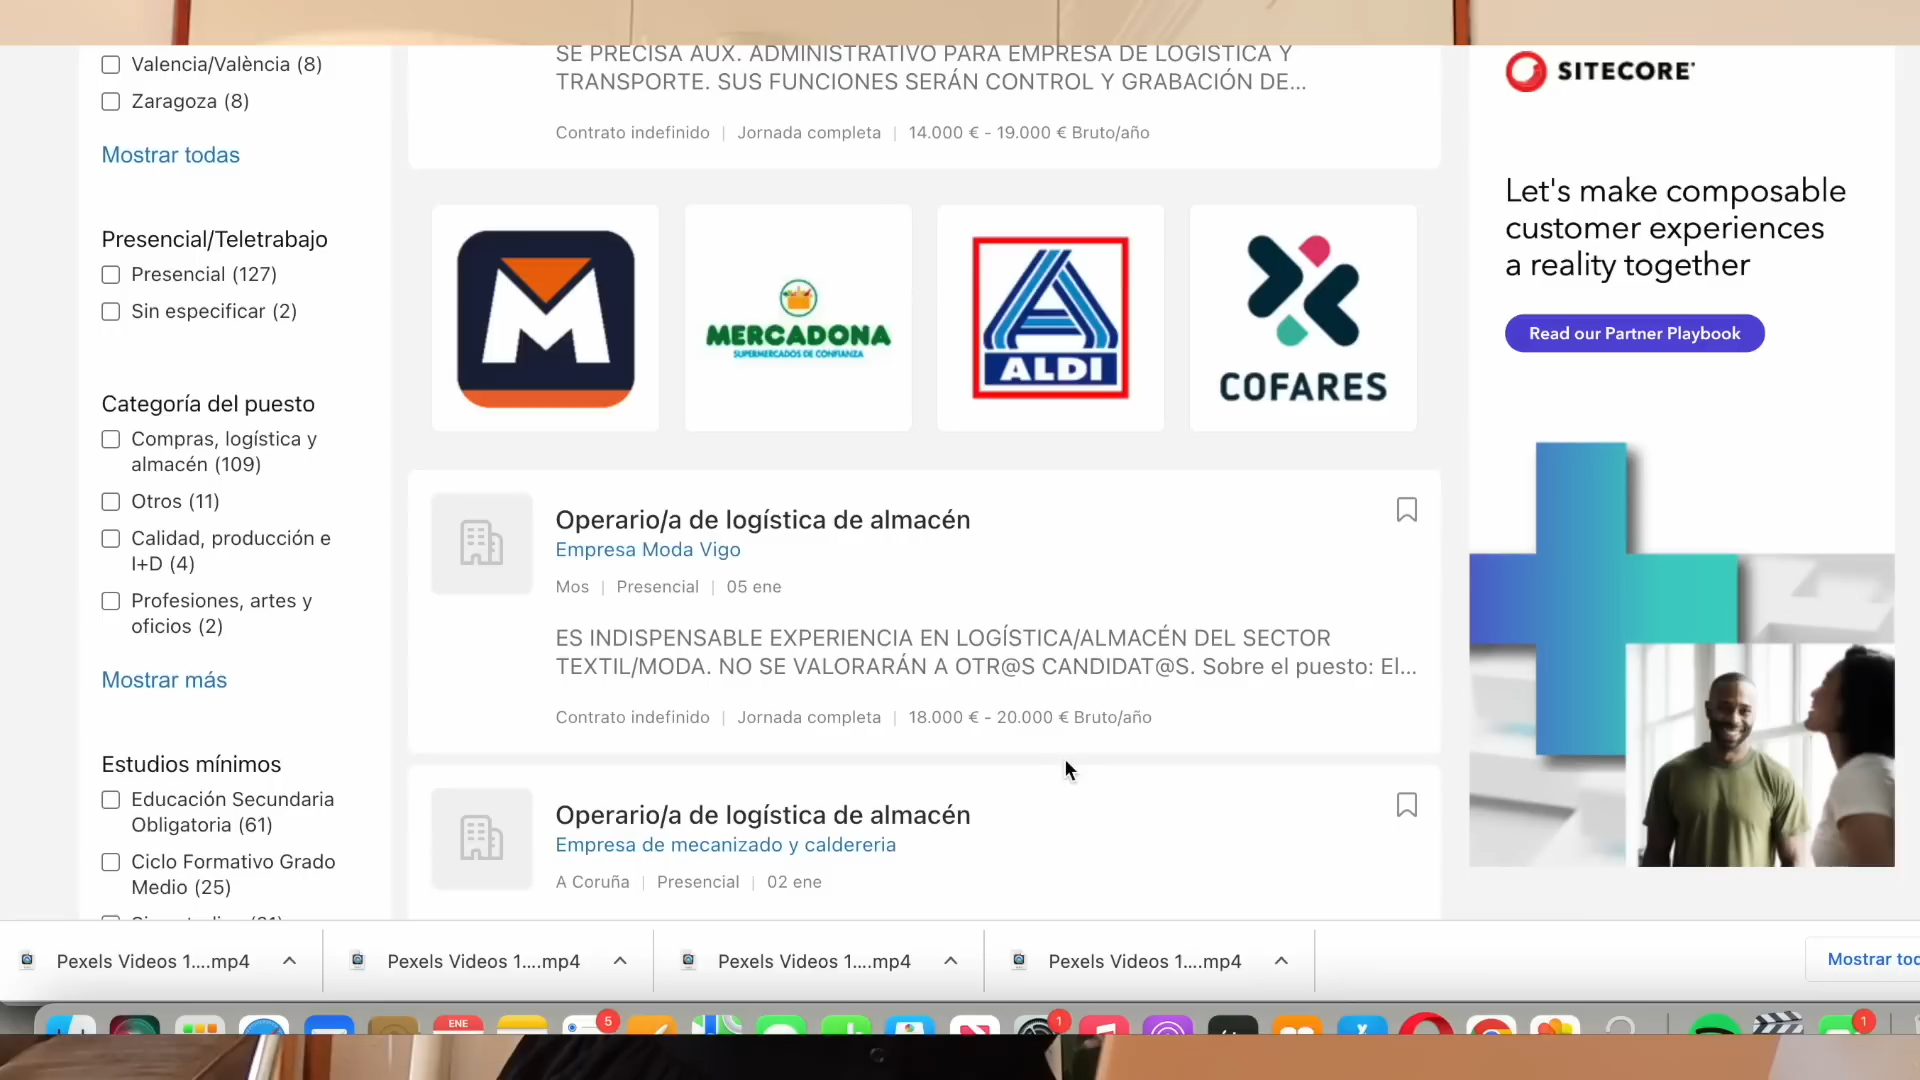 Valencia/València (8)
Zaragoza (8)
Mostrar todas
Presencial/Teletrabajo
Presencial (127)
Sin especificar (2)
Categoría del puesto
Compras, logística y
almacén (109)
Otros (11)
Calidad, producción e
I+D (4)
Profesiones, artes y
oficios (2)
Mostrar más
Estudios mínimos
Educación Secundaria
Obligatoria (61)
Ciclo Formativo Grado
Medio (25)
SE PRECISA AUX. ADMINISTRATIVO PARA EMPRESA DE LOGISTICA Y
TRANSPORTE. SUS FUNCIONES SERÁN CONTROL Y GRABACIÓN DE...
Contrato indefinido | Jornada completa | 14.000 € - 19.000 € Bruto/año
M
MERCADONA
SUPERMERCADOS DE CONFIANZA
ALDI
COFARES
Operario/a de logística de almacén
Empresa Moda Vigo
Mos | Presencial | 05 ene
ES INDISPENSABLE EXPERIENCIA EN LOGÍSTICA/ALMACÉN DEL SECTOR
TEXTIL/MODA. NO SE VALORARÁN A OTR@S CANDIDAT@S. Sobre el puesto: El...
Contrato indefinido | Jornada completa | 18.000 € - 20.000 € Bruto/año
Operario/a de logística de almacén
Empresa de mecanizado y caldereria
A Coruña | Presencial | 02 ene
SITECORE
Let's make composable
customer experiences
a reality together
Read our Partner Playbook
Pexels Videos 1....mp4
Pexels Videos 1....mp4
Pexels Videos 1....mp4
Pexels Videos 1....mp4
Mostrar
ENE
5
1
1